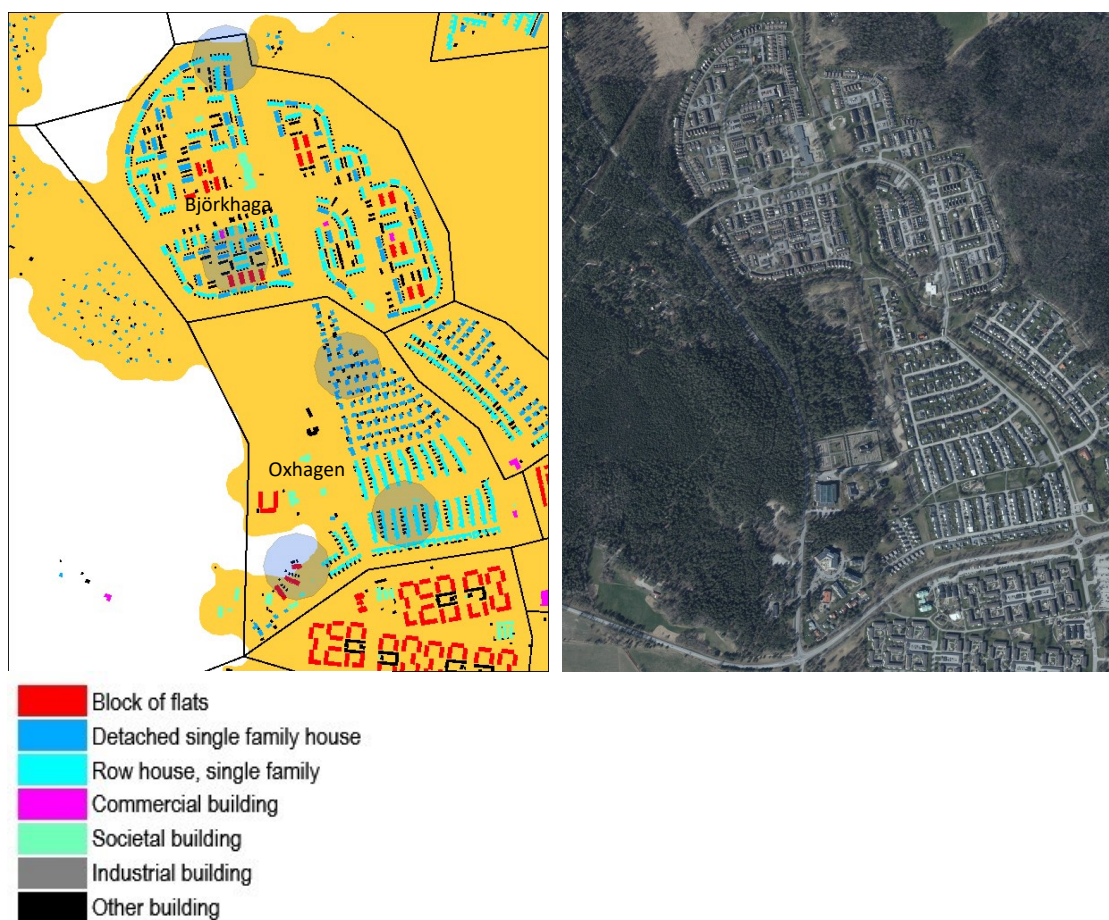 Björkhaga
Oxhagen
Block of flats
Detached single family house
Row house, single family
Commercial building
Societal building
Industrial building
Other building